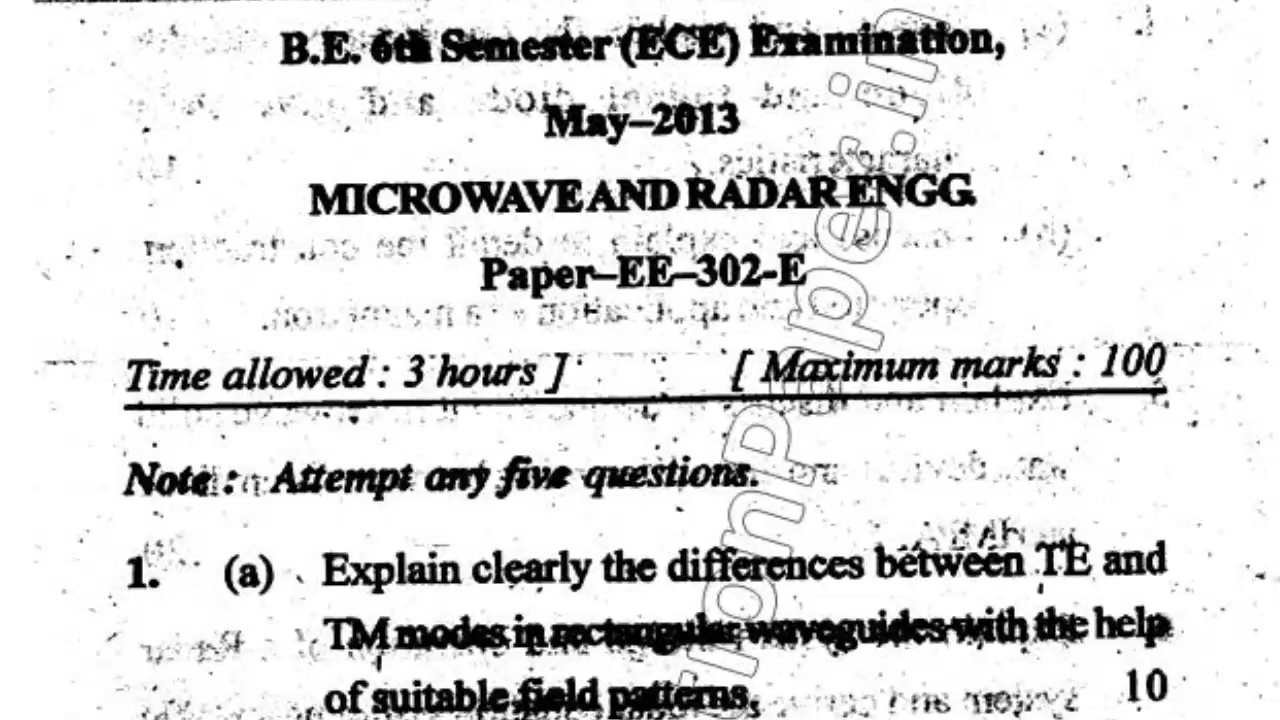 B.E. 6th Semester (ECE) Examination,
May–2013
MICROWAVE AND RADAR ENGG.
Paper–EE–302-E
Time allowed : 3 hours ] [ Maximum marks : 100
Note : Attempt any five questions.
1. (a) Explain clearly the differences between TE and
TM modes in rectangular waveguides with the help
of suitable field patterns. 10